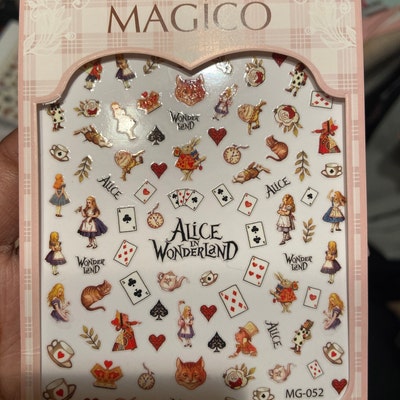 MAGICO
WONDER
LAND
ALICE
ALICE
ALICE
IN
WONDERLAND
WONDER
LAND
WONDER
LAND
ALICE
MG-052